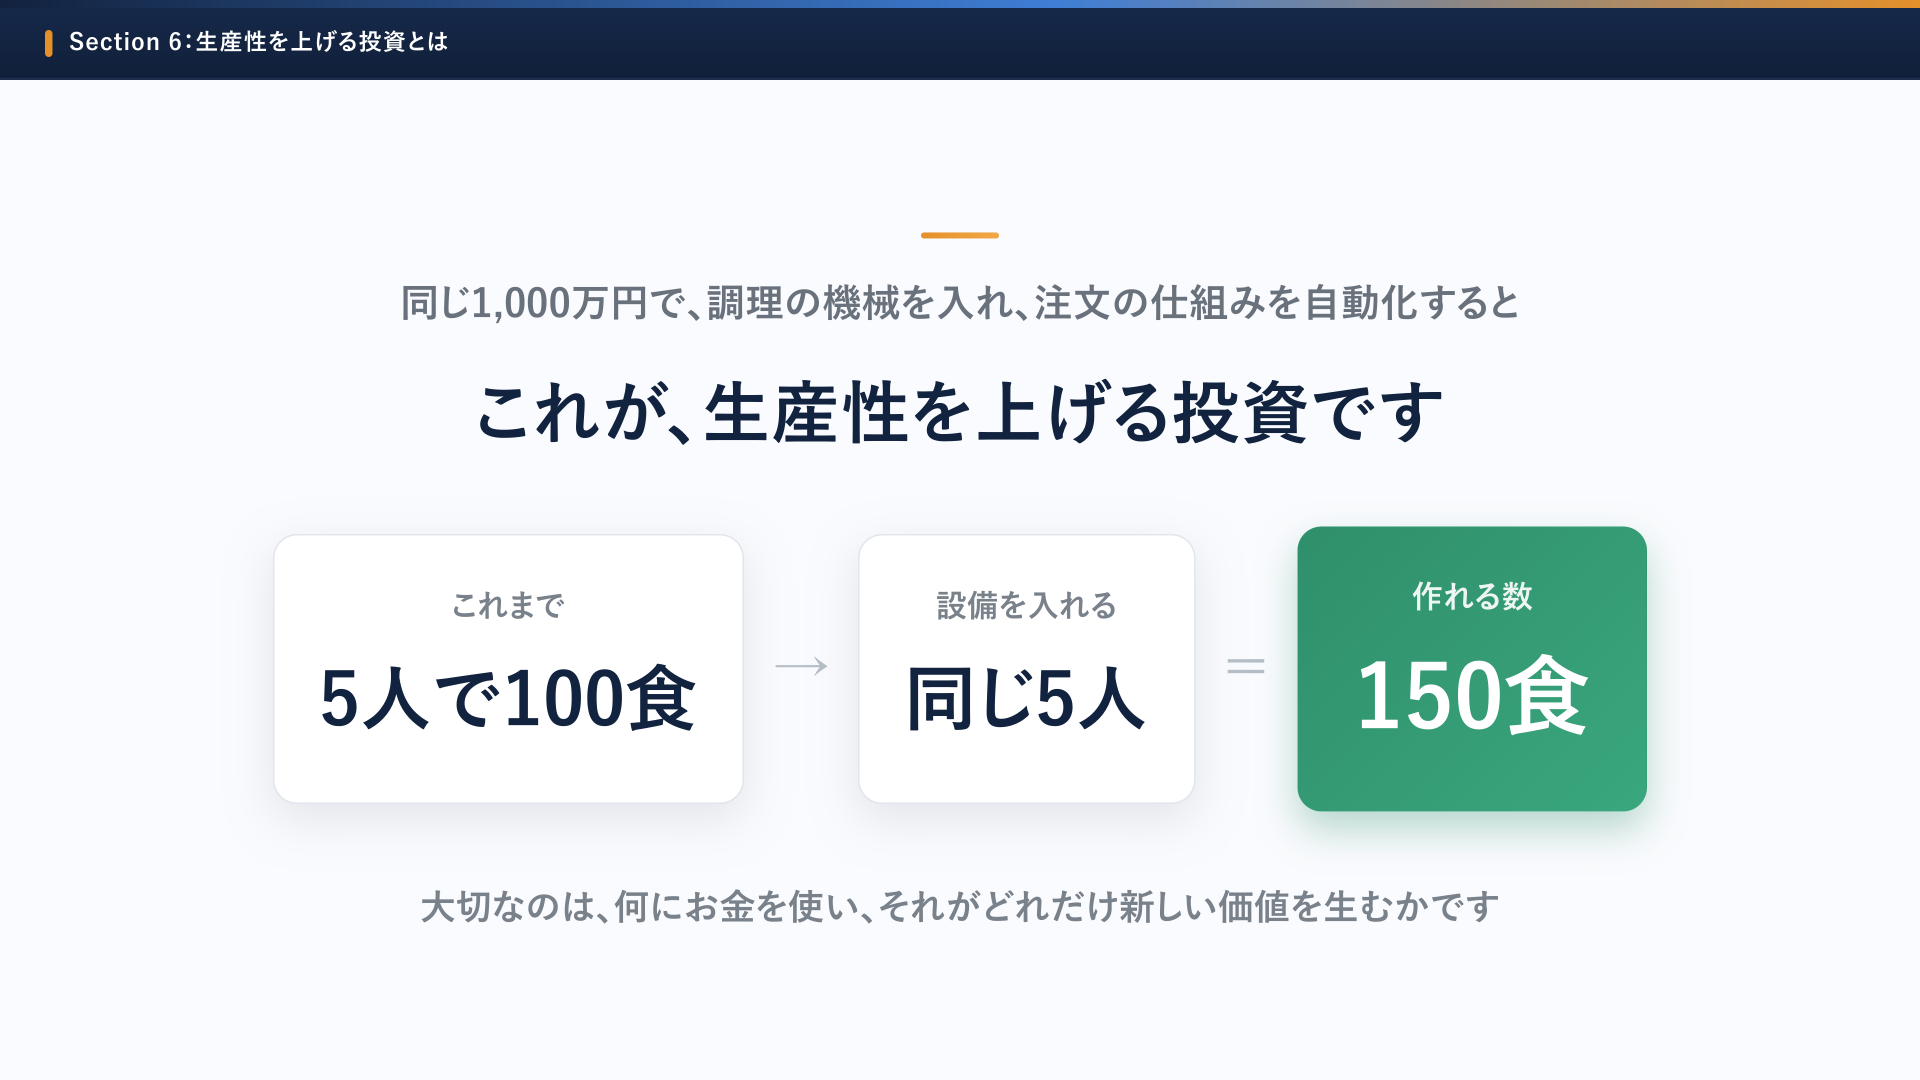 Section 6：生産性を上げる投資とは
同じ1,000万円で、調理の機械を入れ、注文の仕組みを自動化すると
これが、生産性を上げる投資です
これまで
5人で100食
→
設備を入れる
同じ5人
＝
作れる数
150食
大切なのは、何にお金を使い、それがどれだけ新しい価値を生むかです